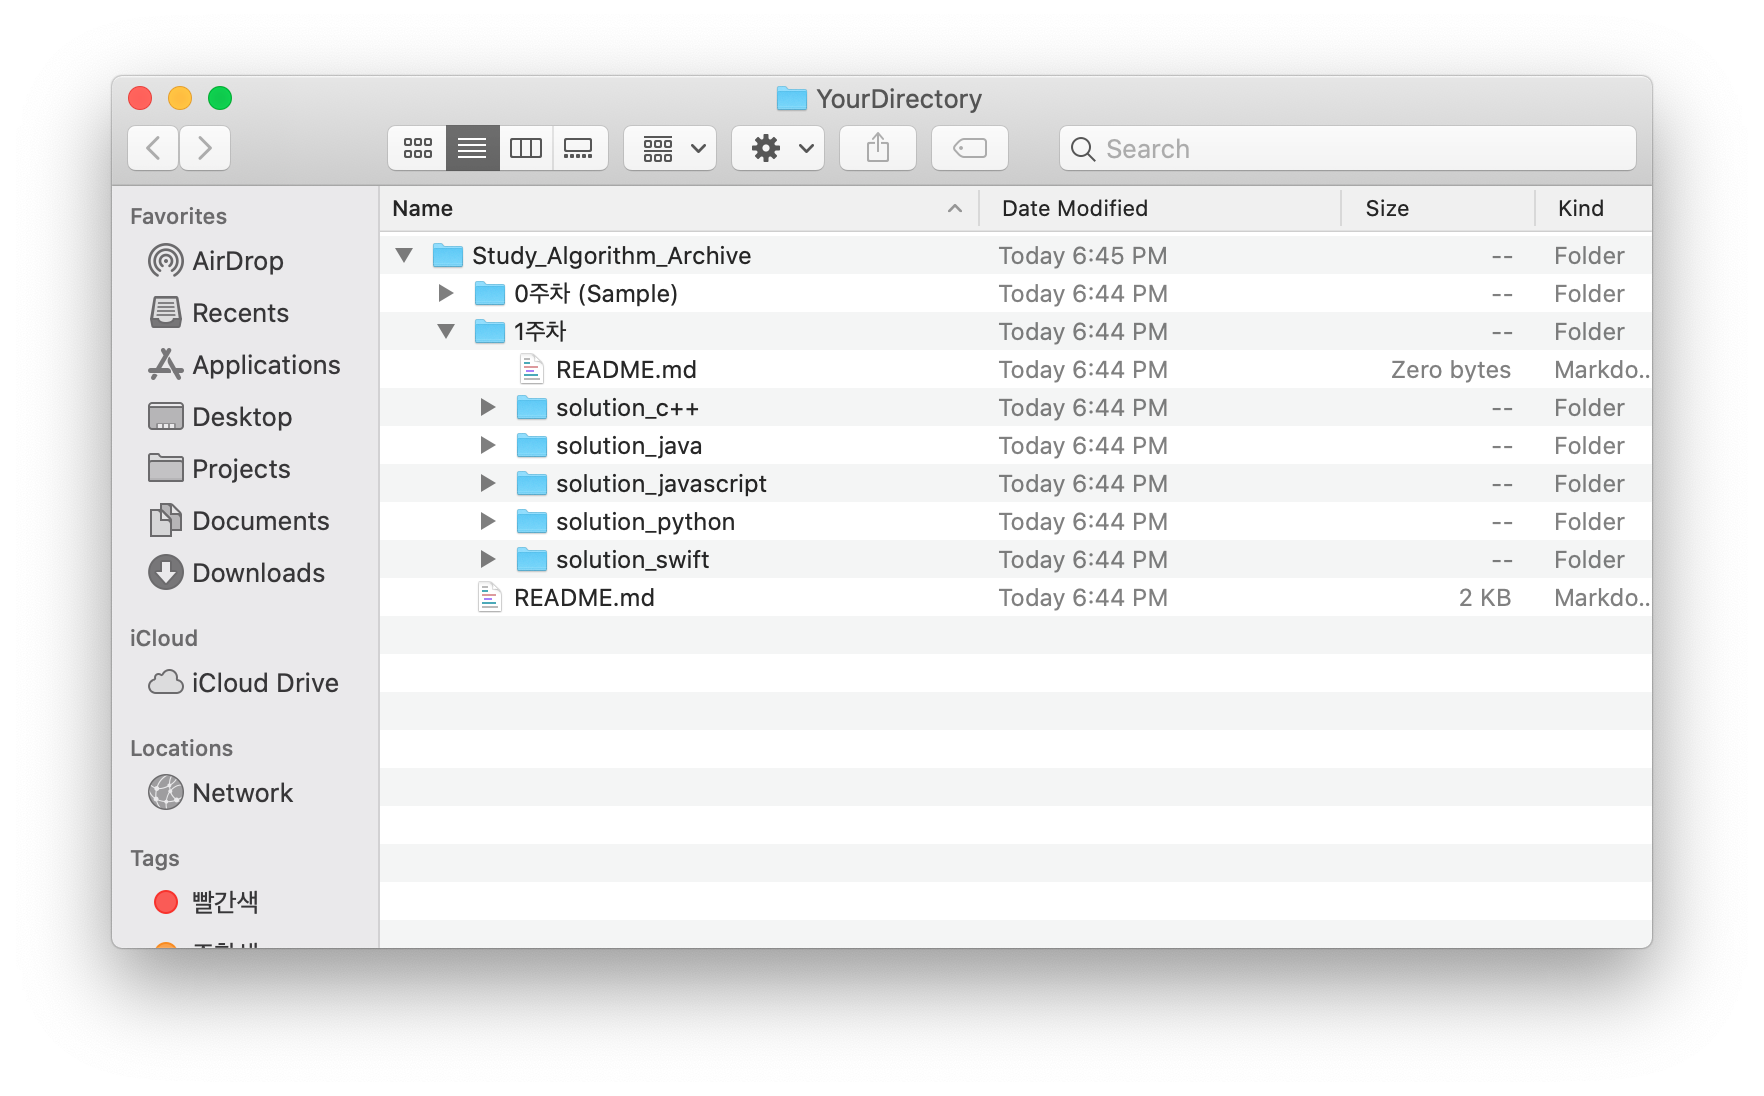 YourDirectory
Search
Favorites
AirDrop
Recents
Applications
Desktop
Projects
Documents
Downloads
iCloud
iCloud Drive
Locations
Network
Tags
빨간색
Name Date Modified Size Kind
Study_Algorithm_Archive Today 6:45 PM -- Folder
0주차 (Sample) Today 6:44 PM -- Folder
1주차 Today 6:44 PM -- Folder
README.md Today 6:44 PM Zero bytes Markdo...
solution_c++ Today 6:44 PM -- Folder
solution_java Today 6:44 PM -- Folder
solution_javascript Today 6:44 PM -- Folder
solution_python Today 6:44 PM -- Folder
solution_swift Today 6:44 PM -- Folder
README.md Today 6:44 PM 2 KB Markdo...